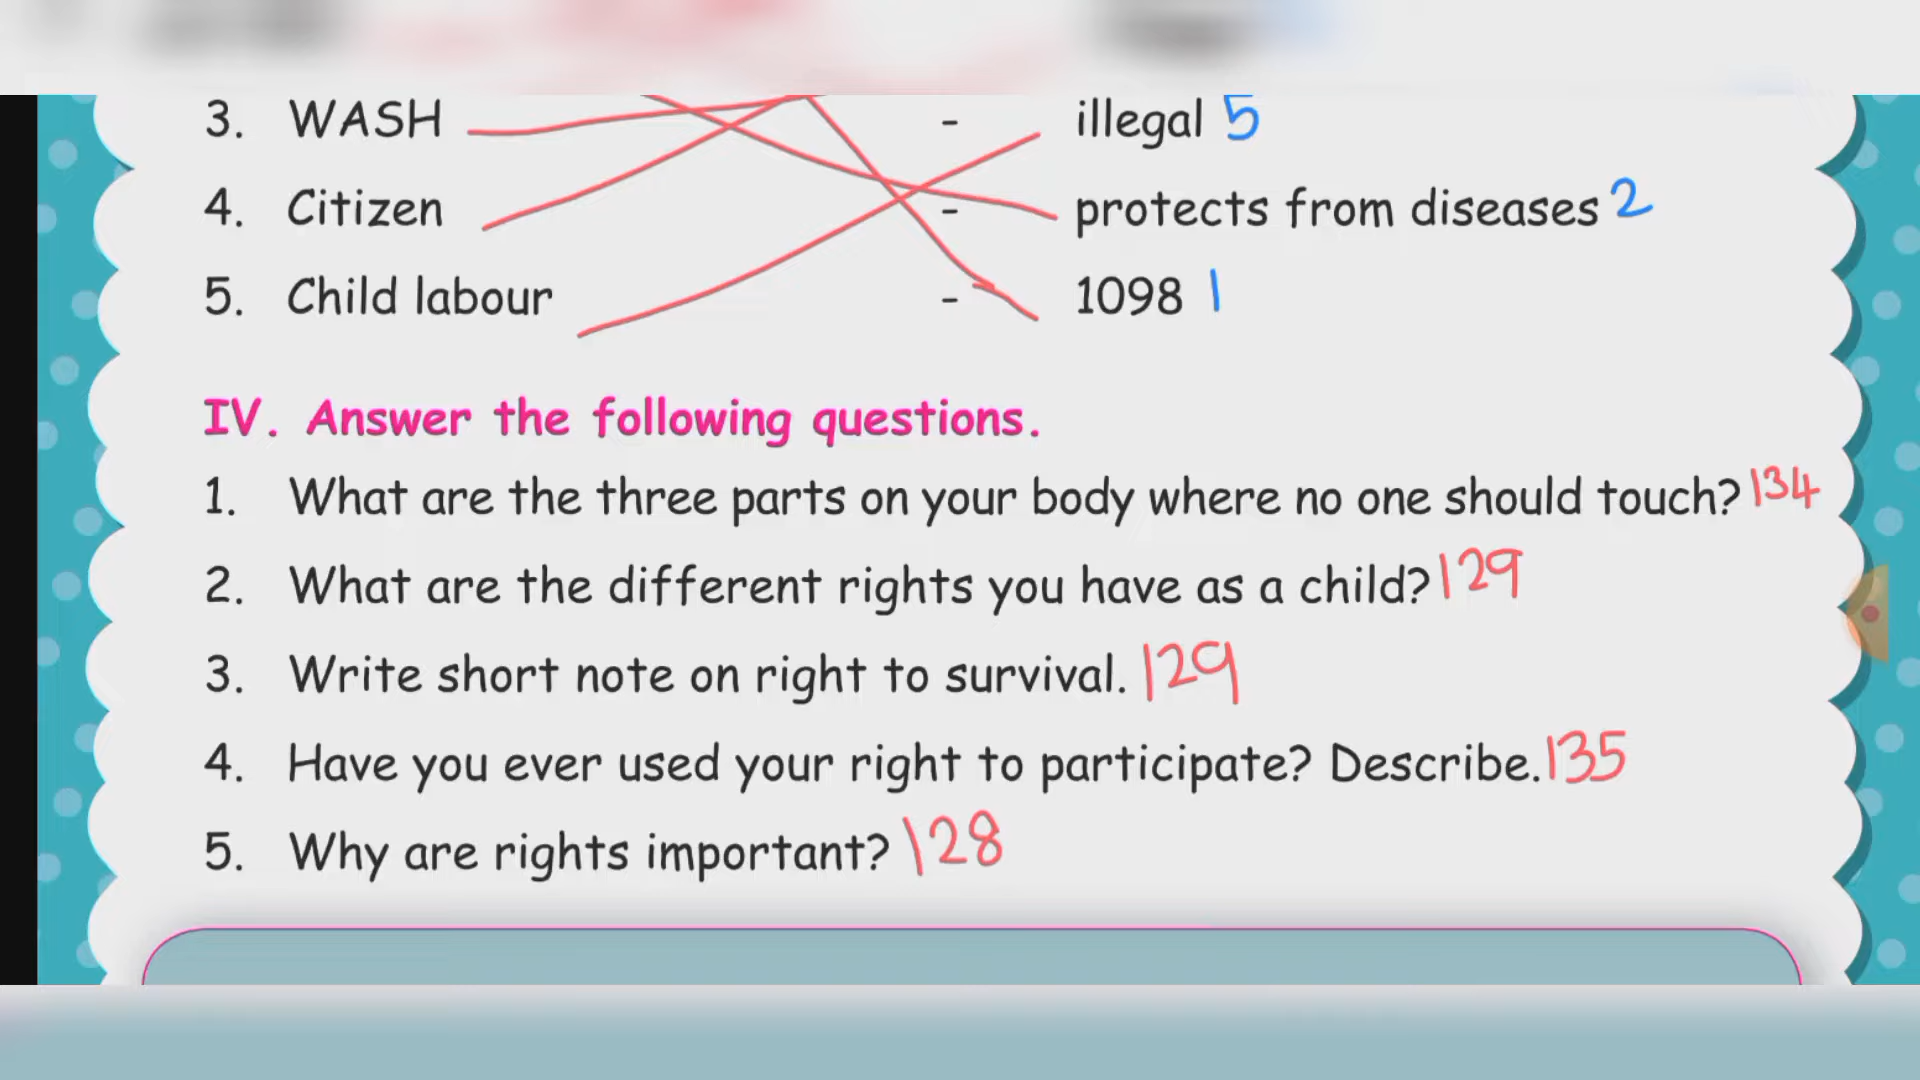 3. WASH - illegal 5
4. Citizen - protects from diseases 2
5. Child labour - 1098 1
IV. Answer the following questions.
1. What are the three parts on your body where no one should touch? 134
2. What are the different rights you have as a child? 129
3. Write short note on right to survival. 129
4. Have you ever used your right to participate? Describe. 135
5. Why are rights important? 128